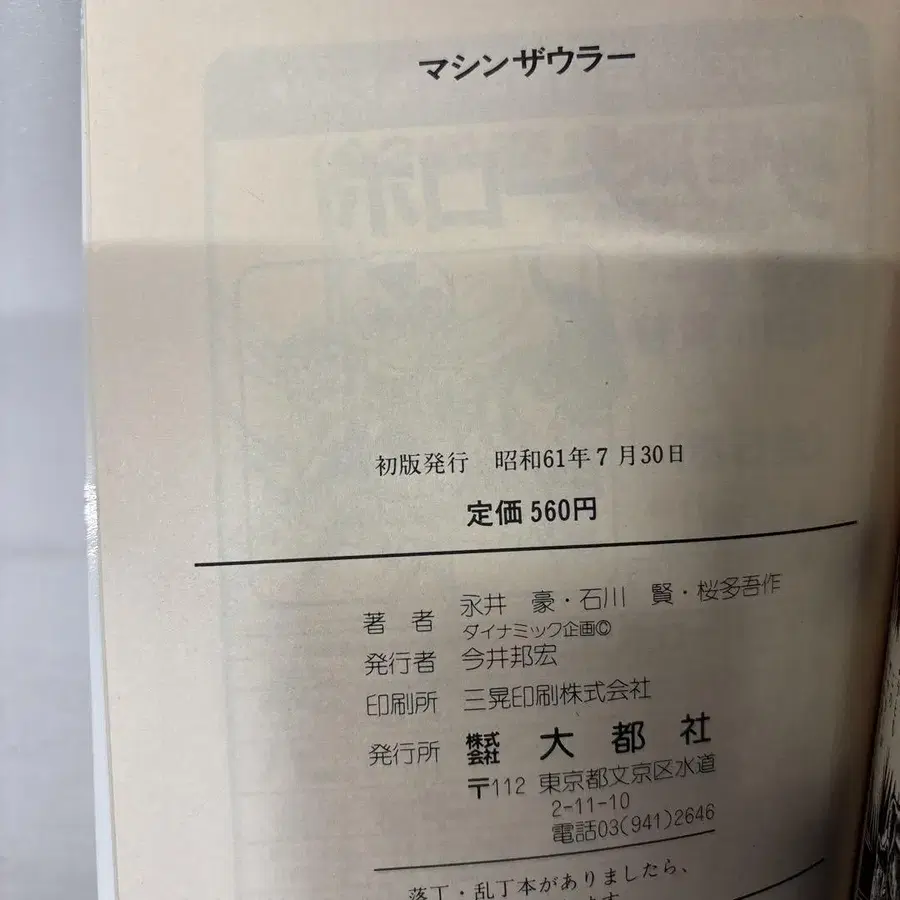 マシンザウラー
初版発行　昭和61年7月30日
定価560円
著者　永井　豪・石川　賢・桜多吾作
ダイナミック企画©
発行者　今井邦宏
印刷所　三晃印刷株式会社
発行所　株式会社　大都社
〒112　東京都文京区水道
2-11-10
電話03(941)2646
落丁・乱丁本がありましたら、